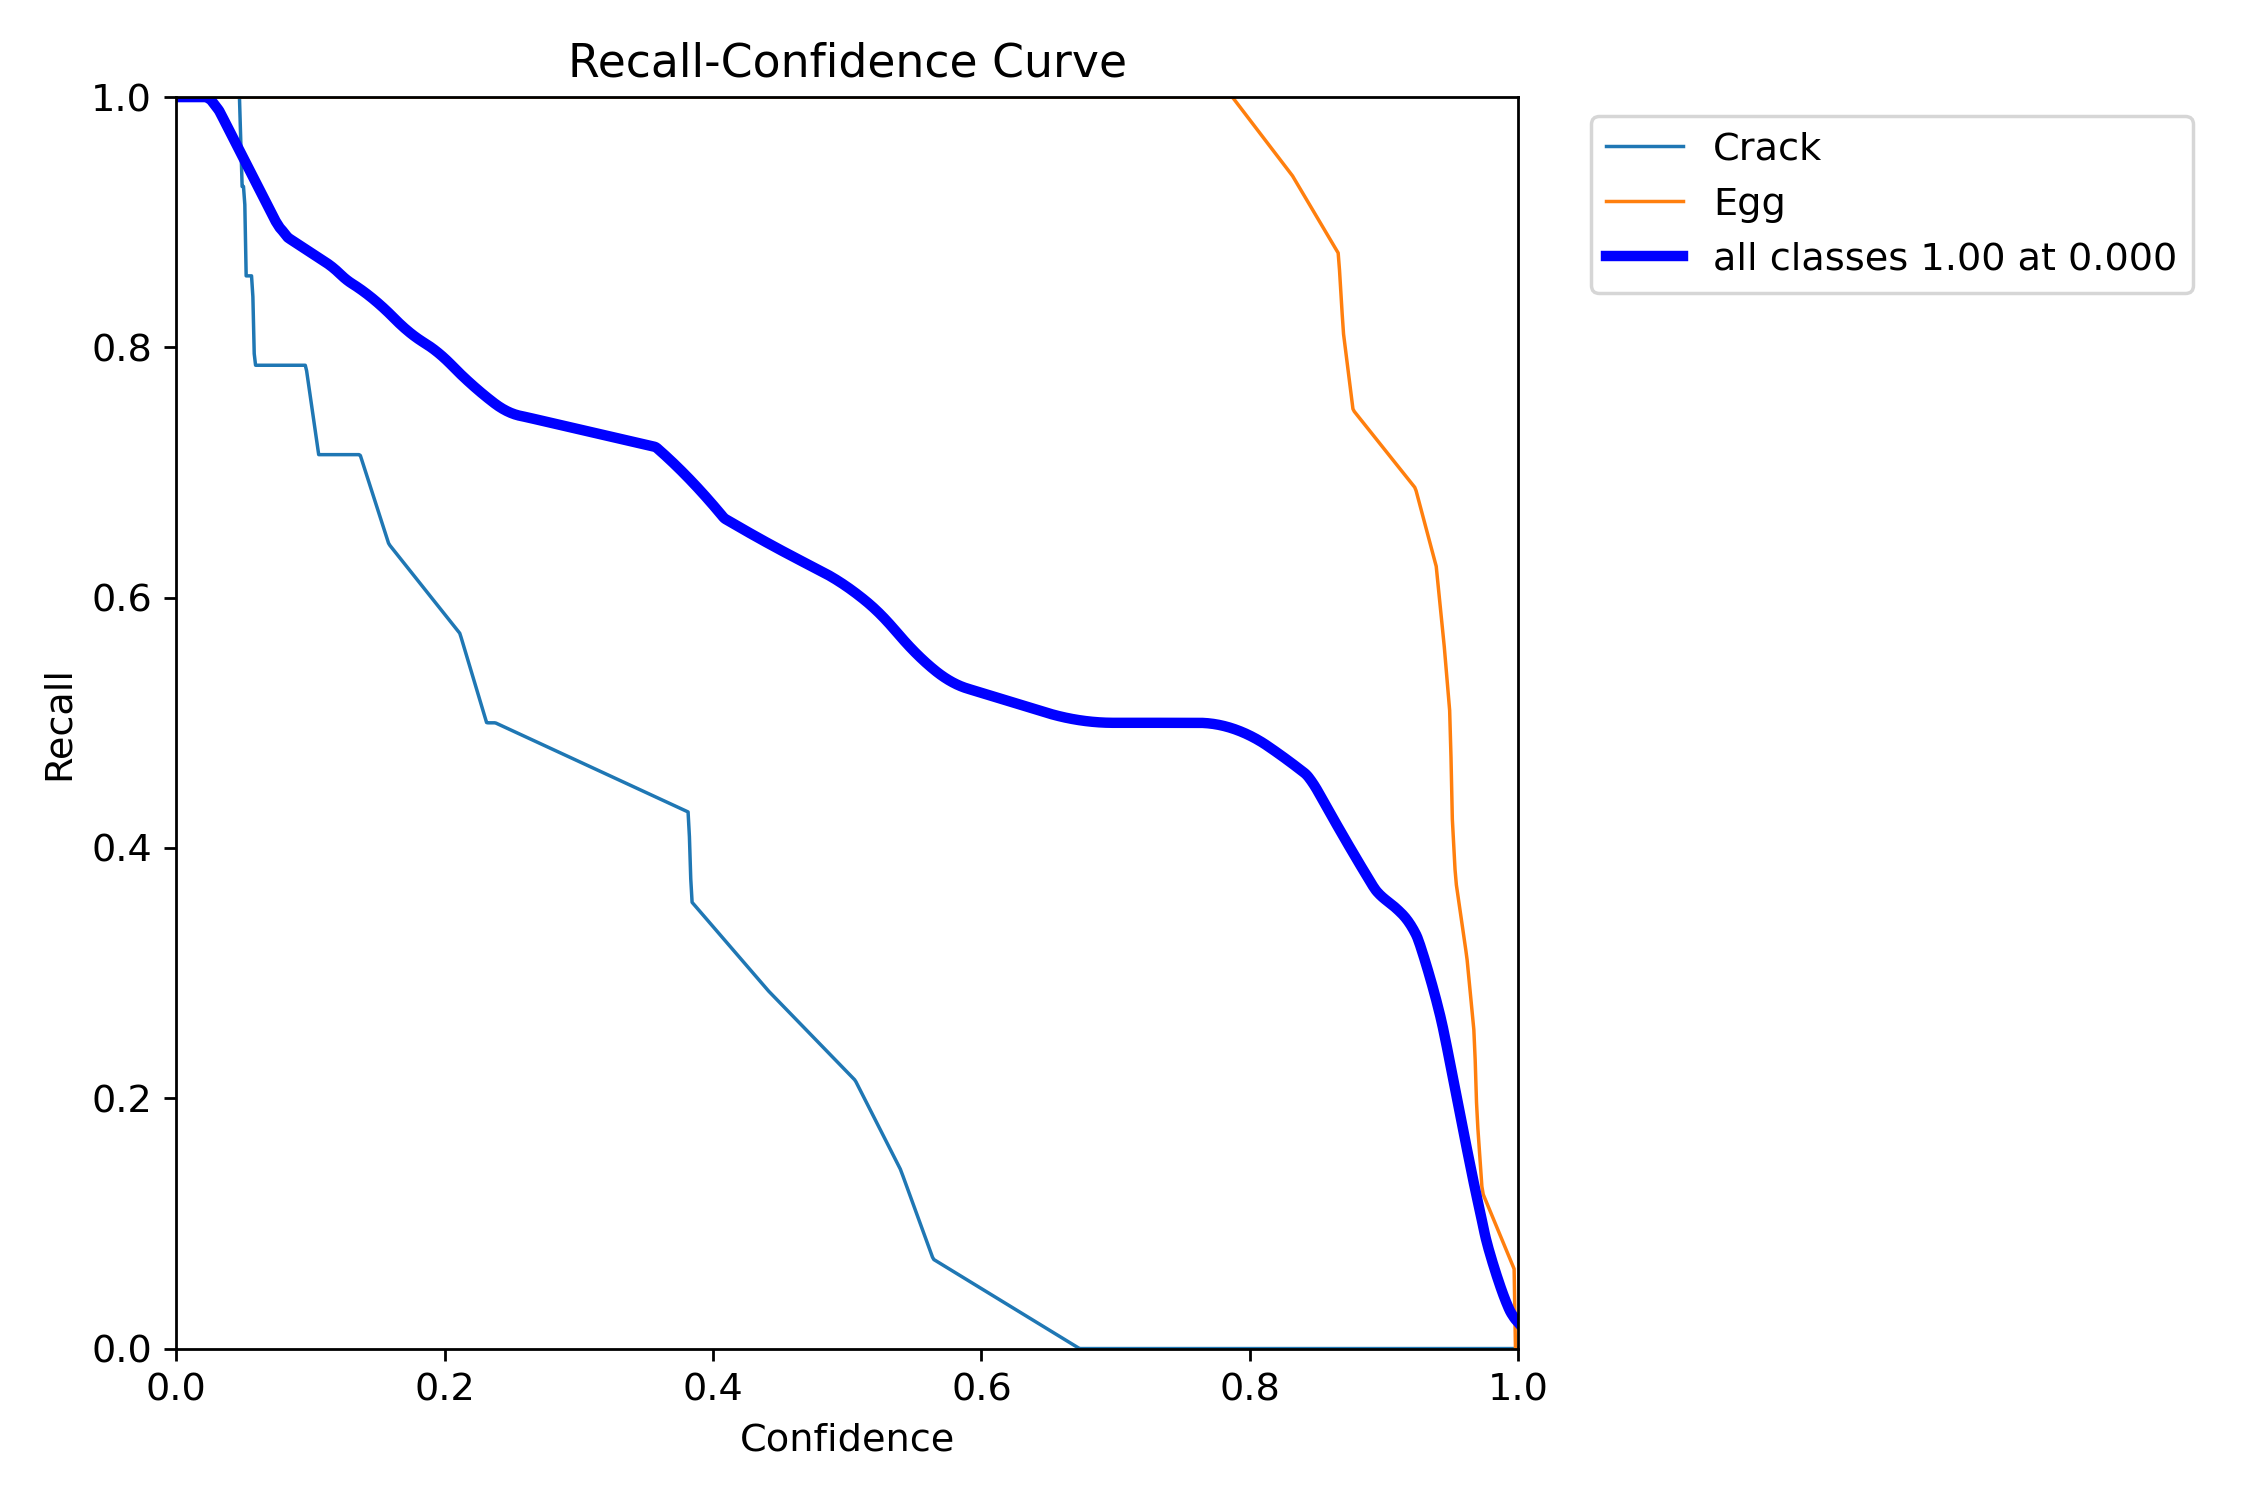 Recall-Confidence Curve
Crack
Egg
all classes 1.00 at 0.000
Recall
1.0
0.8
0.6
0.4
0.2
0.0
0.0 0.2 0.4 0.6 0.8 1.0
Confidence